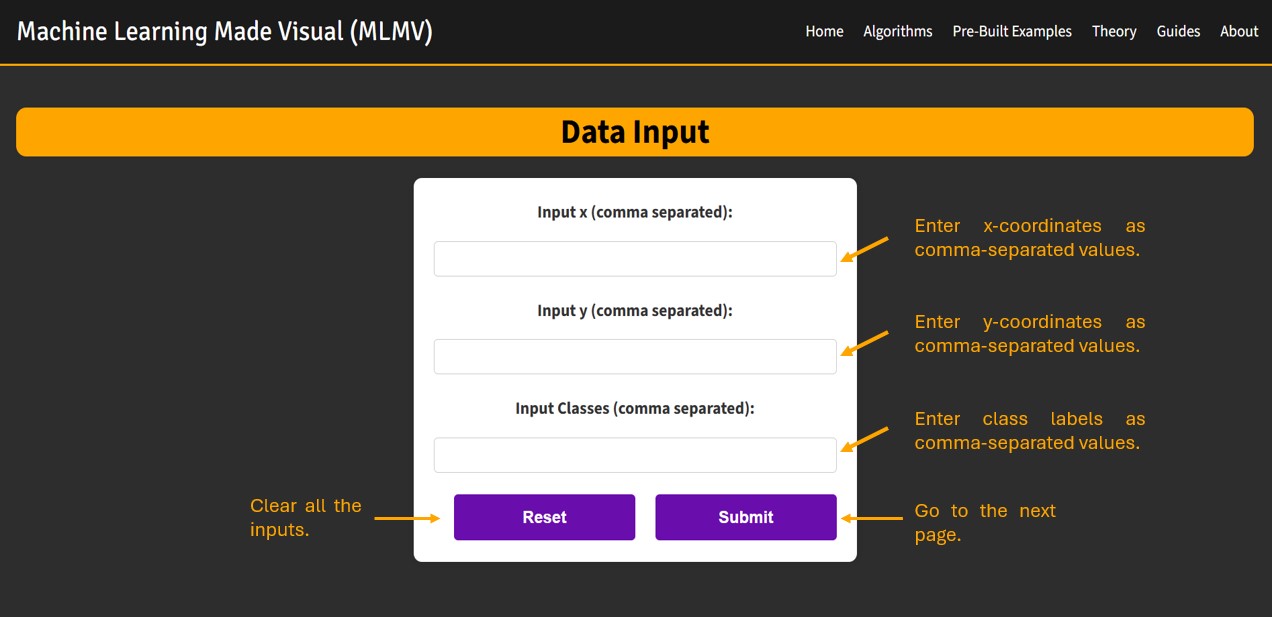 Machine Learning Made Visual (MLMV)
Home Algorithms Pre-Built Examples Theory Guides About
Data Input
Input x (comma separated):
Enter x-coordinates as
comma-separated values.
Input y (comma separated):
Enter y-coordinates as
comma-separated values.
Input Classes (comma separated):
Enter class labels as
comma-separated values.
Clear all the
inputs.
Reset
Submit
Go to the next
page.